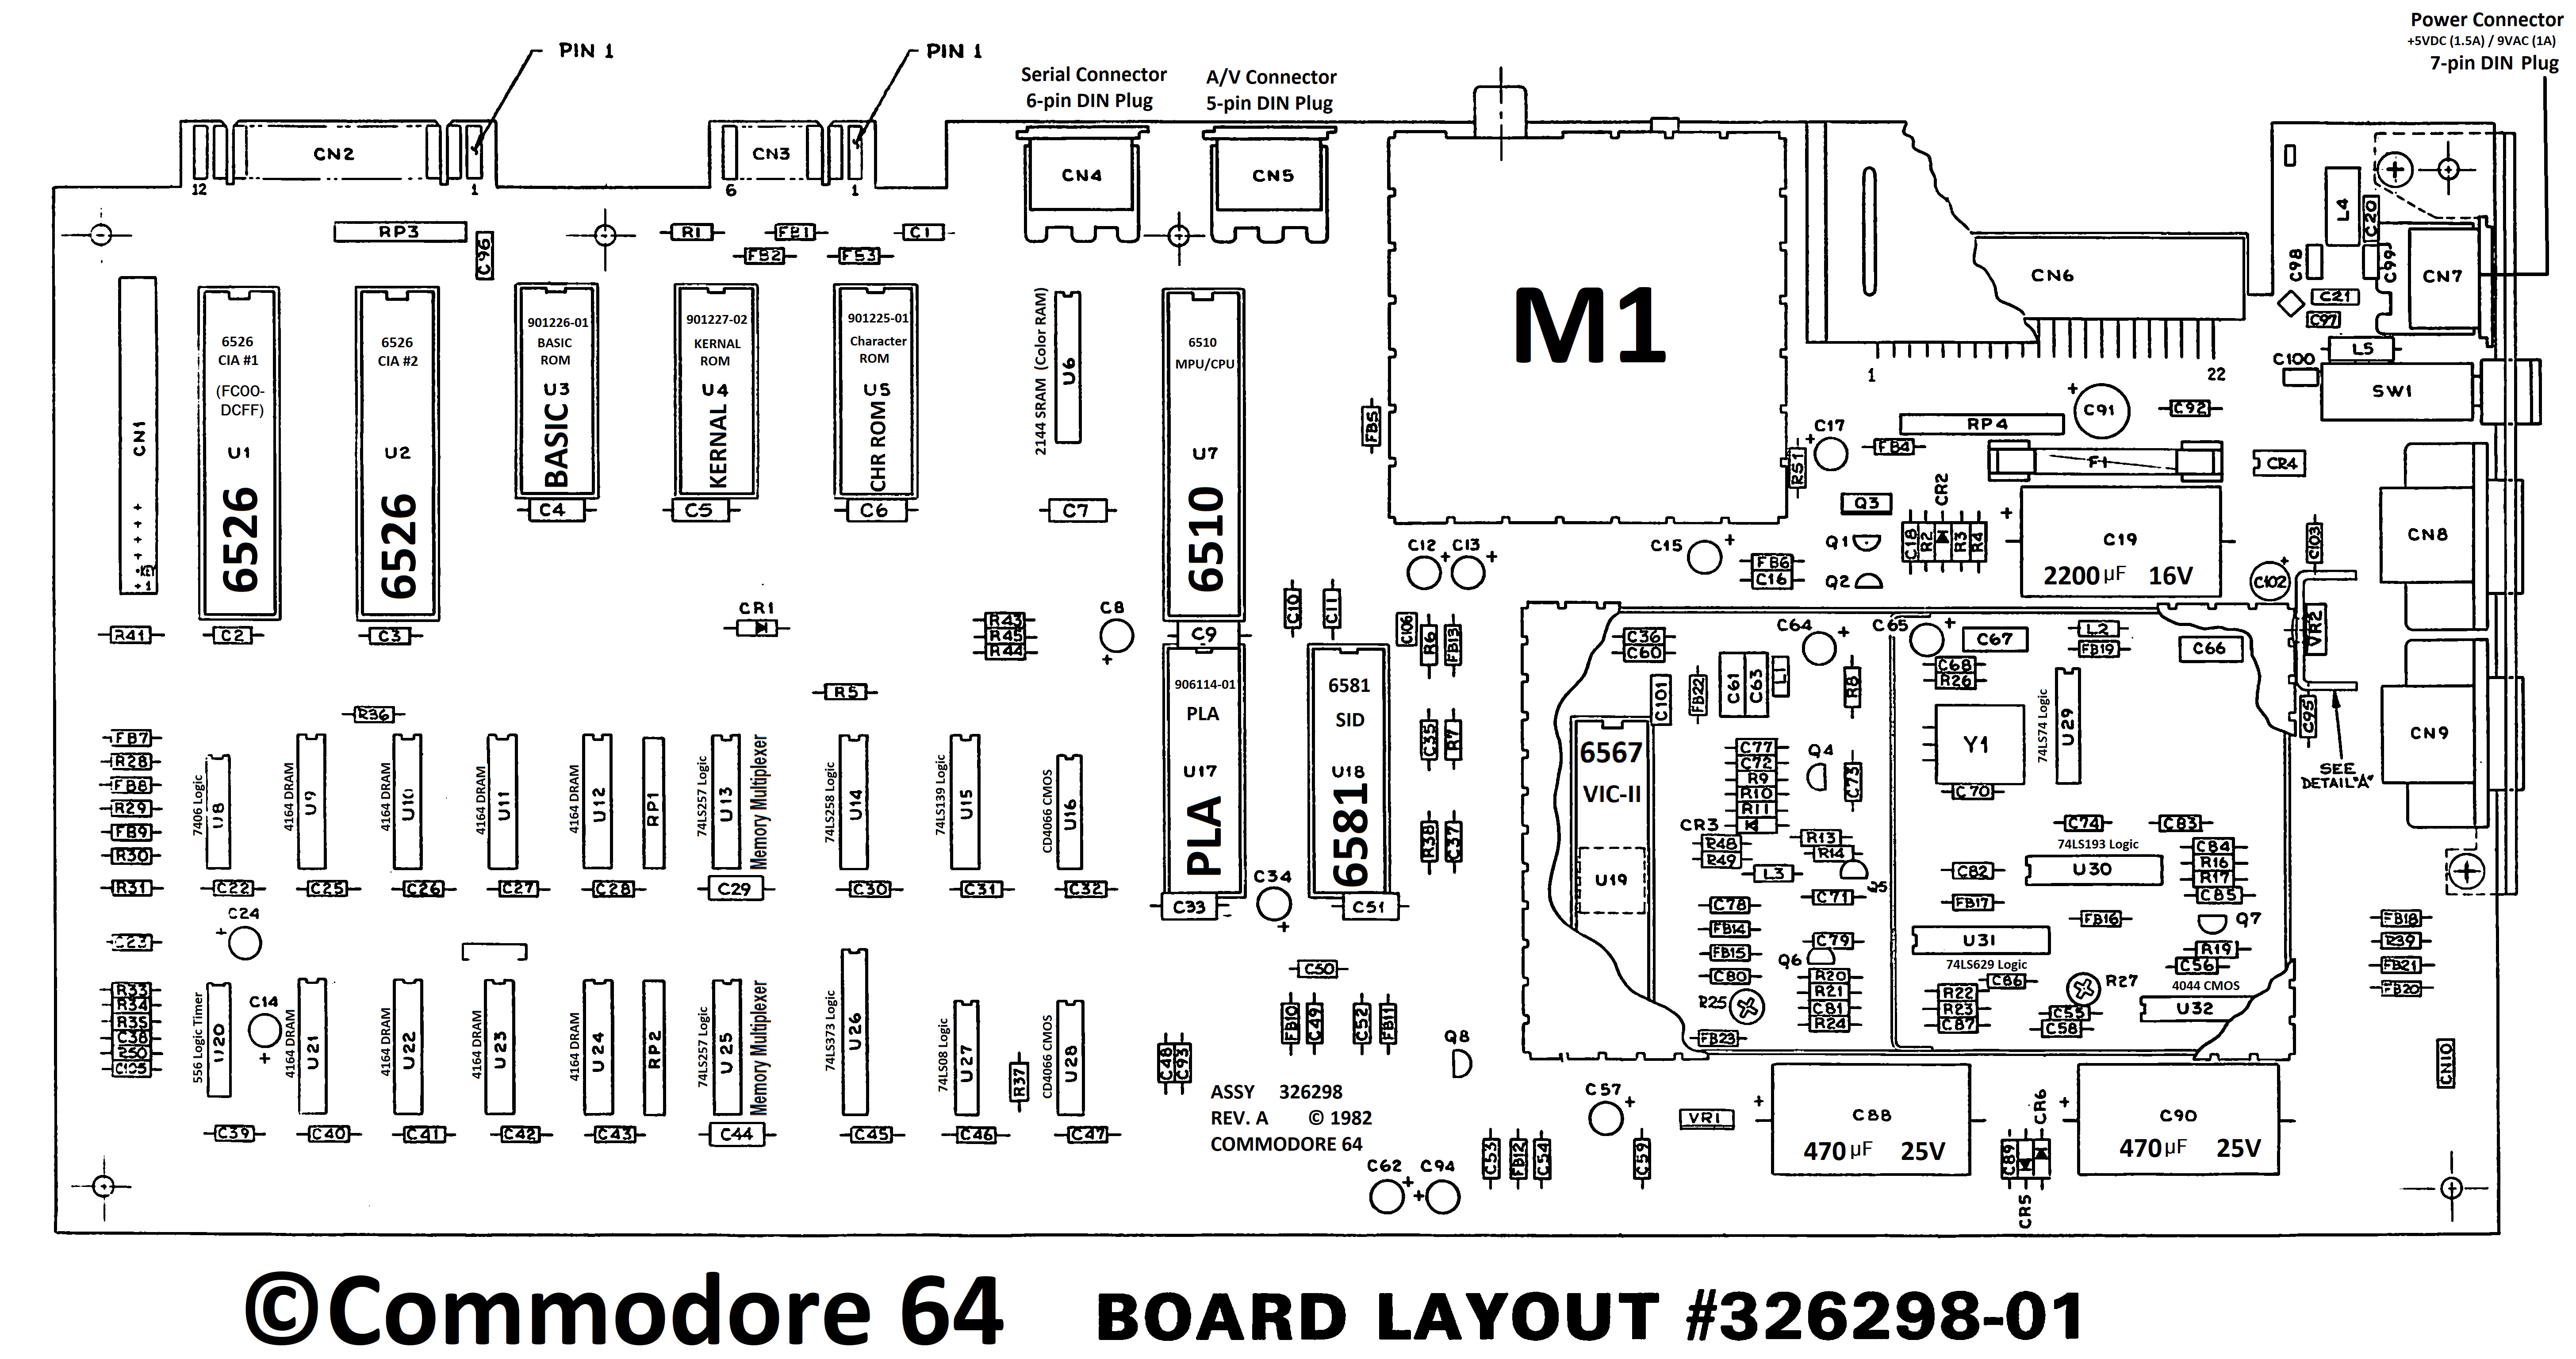 Power Connector
+5VDC (1.5A) / 9VAC (1A)
7-pin DIN Plug
PIN 1
PIN 1
Serial Connector
6-pin DIN Plug
A/V Connector
5-pin DIN Plug
CN2
12
1
CN3
6
1
CN4
CN5
M1
CN6
1
22
L4
C20
C98
C99
CN7
C21
C97
L5
C100
SW1
RP3
C96
R1
FB1
C1
FB2
FB3
CN1
KEY
1
6526
CIA #1
(FC00-
DCFF)
U1
6526
6526
CIA #2
U2
6526
901226-01
BASIC
ROM
U3
BASIC
901227-02
KERNAL
ROM
U4
KERNAL
901225-01
Character
ROM
U5
CHR ROM
2144 SRAM (Color RAM)
U6
6510
MPU/CPU
U7
6510
FB5
R51
C17
FB4
RP4
C91
C92
F1
CR4
Q3
CR2
C18
R2
R3
R4
Q1
Q2
C19
2200 µF 16V
C103
C102
CN8
C4
C5
C6
C7
C12
C13
C15
FB6
C16
R41
C2
C3
CR1
R43
R45
R44
C8
C9
C10
C11
C106
R6
FB13
R5
R36
906114-01
PLA
U17
PLA
6581
SID
U18
6581
C35
R7
R38
C37
C36
C60
C101
FB22
C61
C63
L1
C64
R8
C65
C67
L2
FB19
C66
VR2
C95
SEE
DETAIL "A"
CN9
C68
R26
Y1
C70
74LS74 Logic
U29
6567
VIC-II
U19
C77
C72
R9
R10
R11
CR3
R48
R49
L3
Q4
C73
R13
R14
Q5
C71
C74
C83
74LS193 Logic
U30
C82
FB17
FB16
C84
R16
R17
C85
Q7
R19
C56
U31
74LS629 Logic
C86
R27
4044 CMOS
U32
C78
FB14
FB15
C80
C79
Q6
R20
R21
C81
R24
R25
FB23
R22
R23
C87
C55
C58
FB18
R39
FB21
FB20
CN10
FB7
R28
FB8
R29
FB9
R30
R31
7406 Logic
U8
4164 DRAM
U9
4164 DRAM
U10
4164 DRAM
U11
4164 DRAM
U12
RP1
74LS257 Logic
U13
Memory Multiplexer
74LS258 Logic
U14
74LS139 Logic
U15
CD4066 CMOS
U16
C22
C25
C26
C27
C28
C29
C30
C31
C32
C33
C34
C51
C24
C23
R33
R34
R35
C38
R50
C105
556 Logic Timer
U20
C14
4164 DRAM
U21
4164 DRAM
U22
4164 DRAM
U23
4164 DRAM
U24
RP2
74LS257 Logic
U25
Memory Multiplexer
74LS373 Logic
U26
74LS08 Logic
U27
R37
CD4066 CMOS
U28
C50
FB10
C49
C52
FB11
C48
C93
Q8
C39
C40
C41
C42
C43
C44
C45
C46
C47
ASSY 326298
REV. A © 1982
COMMODORE 64
C57
VR1
C53
FB12
C54
C59
C62
C94
C88
470 µF 25V
C89
CR5
CR6
C90
470 µF 25V
©Commodore 64 BOARD LAYOUT #326298-01